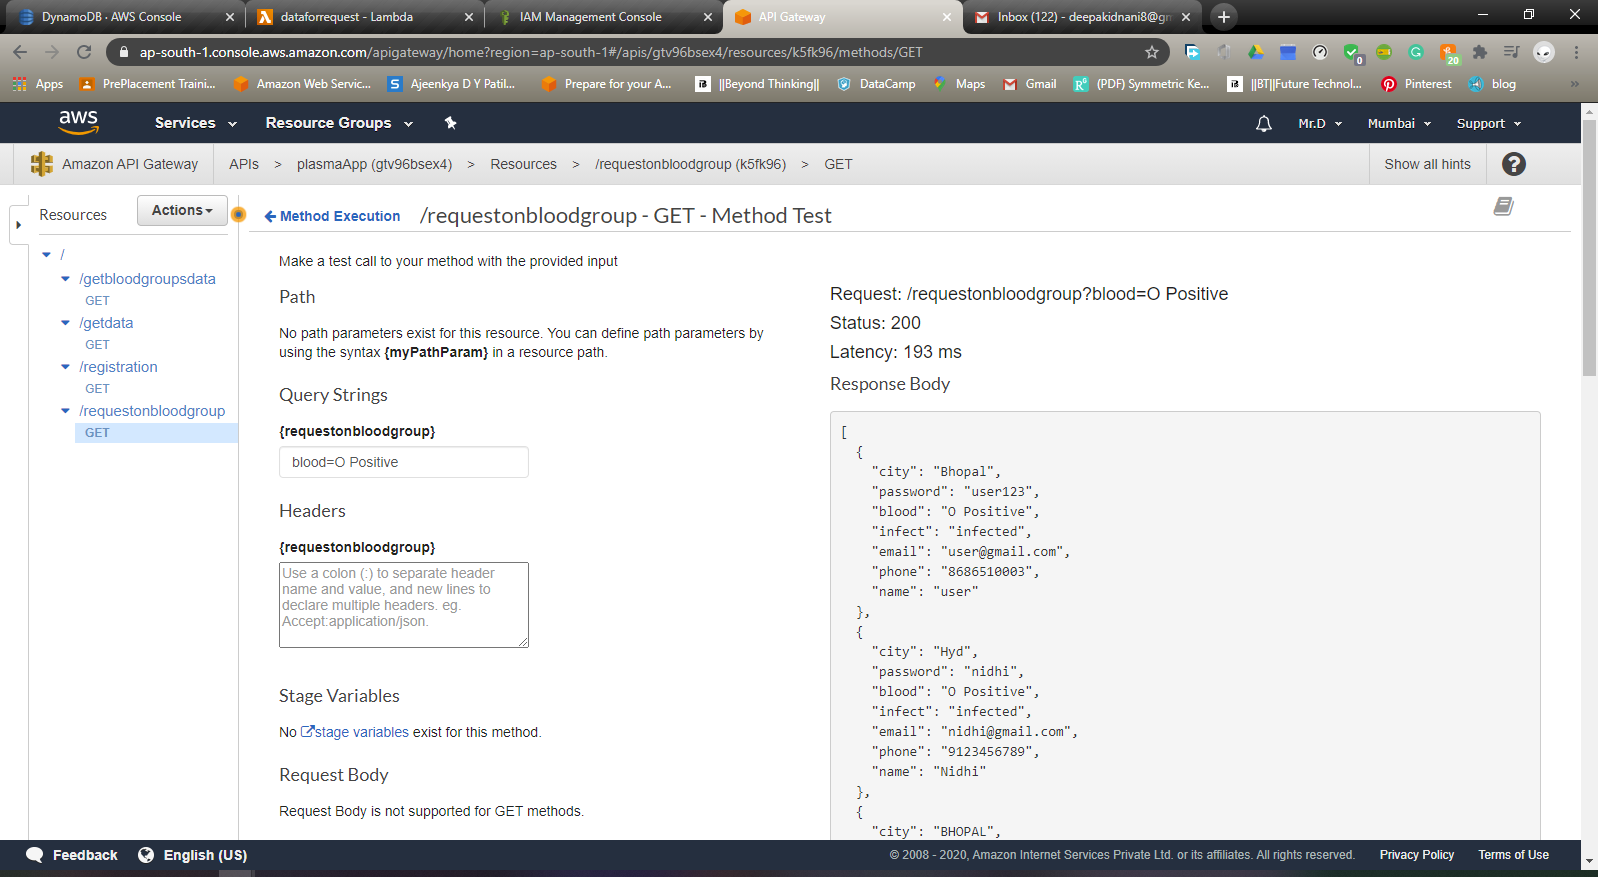 DynamoDB · AWS Console
dataforrequest - Lambda
IAM Management Console
API Gateway
Inbox (122) - deepakidnani8@gm
ap-south-1.console.aws.amazon.com/apigateway/home?region=ap-south-1#/apis/gtv96bsex4/resources/k5fk96/methods/GET
0
20
Apps
PrePlacement Traini...
Amazon Web Servic...
Ajeenkya D Y Patil...
Prepare for your A...
||Beyond Thinking||
DataCamp
Maps
Gmail
(PDF) Symmetric Ke...
||BT||Future Technol...
Pinterest
blog
»
aws
Services
Resource Groups
Mr.D
Mumbai
Support
Amazon API Gateway
APIs > plasmaApp (gtv96bsex4) > Resources > /requestonbloodgroup (k5fk96) > GET
Show all hints
?
Resources
Actions
/
/getbloodgroupsdata
GET
/getdata
GET
/registration
GET
/requestonbloodgroup
GET
Method Execution
/requestonbloodgroup - GET - Method Test
Make a test call to your method with the provided input
Path
No path parameters exist for this resource. You can define path parameters by
using the syntax {myPathParam} in a resource path.
Query Strings
{requestonbloodgroup}
blood=O Positive
Headers
{requestonbloodgroup}
Use a colon (:) to separate header
name and value, and new lines to
declare multiple headers. eg.
Accept:application/json.
Stage Variables
No stage variables exist for this method.
Request Body
Request Body is not supported for GET methods.
Request: /requestonbloodgroup?blood=O Positive
Status: 200
Latency: 193 ms
Response Body
[
{
"city": "Bhopal",
"password": "user123",
"blood": "O Positive",
"infect": "infected",
"email": "user@gmail.com",
"phone": "8686510003",
"name": "user"
},
{
"city": "Hyd",
"password": "nidhi",
"blood": "O Positive",
"infect": "infected",
"email": "nidhi@gmail.com",
"phone": "9123456789",
"name": "Nidhi"
},
{
"city": "BHOPAL",
Feedback
English (US)
© 2008 - 2020, Amazon Internet Services Private Ltd. or its affiliates. All rights reserved.
Privacy Policy
Terms of Use